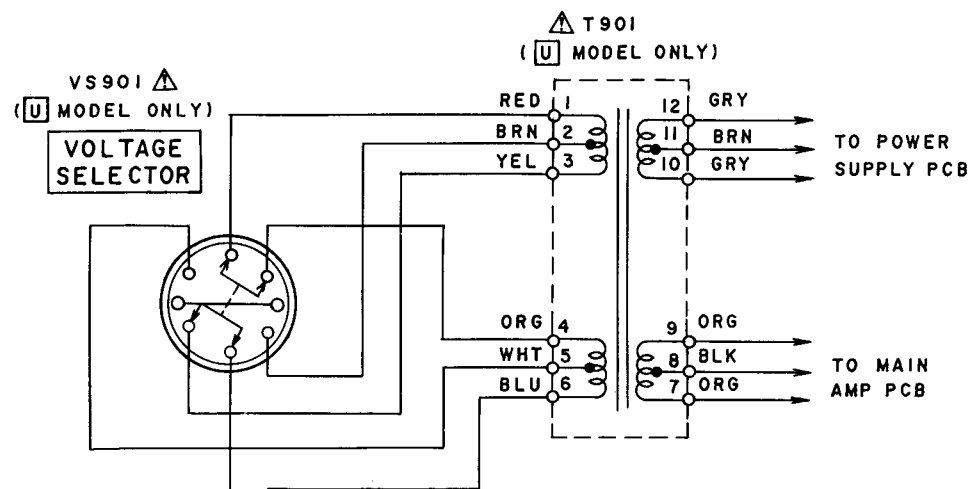 ⚠ T901
(U MODEL ONLY)
VS901 ⚠
(U MODEL ONLY)
VOLTAGE
SELECTOR
RED 1
BRN 2
YEL 3
12 GRY
11 BRN
10 GRY
TO POWER
SUPPLY PCB
ORG 4
WHT 5
BLU 6
9 ORG
8 BLK
7 ORG
TO MAIN
AMP PCB